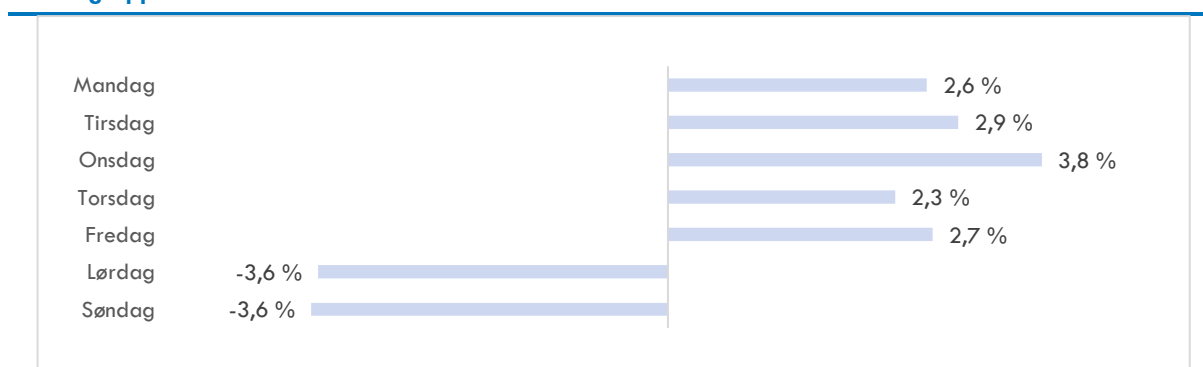 Mandag 2,6 %
Tirsdag 2,9 %
Onsdag 3,8 %
Torsdag 2,3 %
Fredag 2,7 %
Lørdag -3,6 %
Søndag -3,6 %